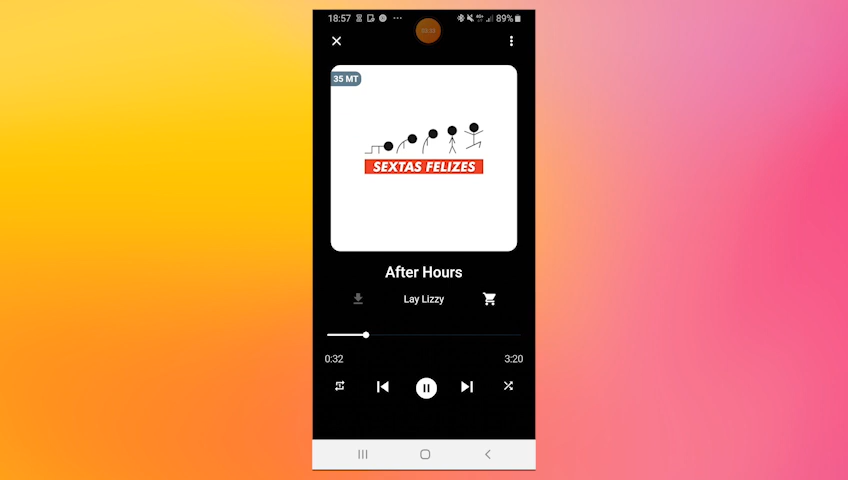 18:57
89%
35 MT
SEXTAS FELIZES
After Hours
Lay Lizzy
0:32
3:20